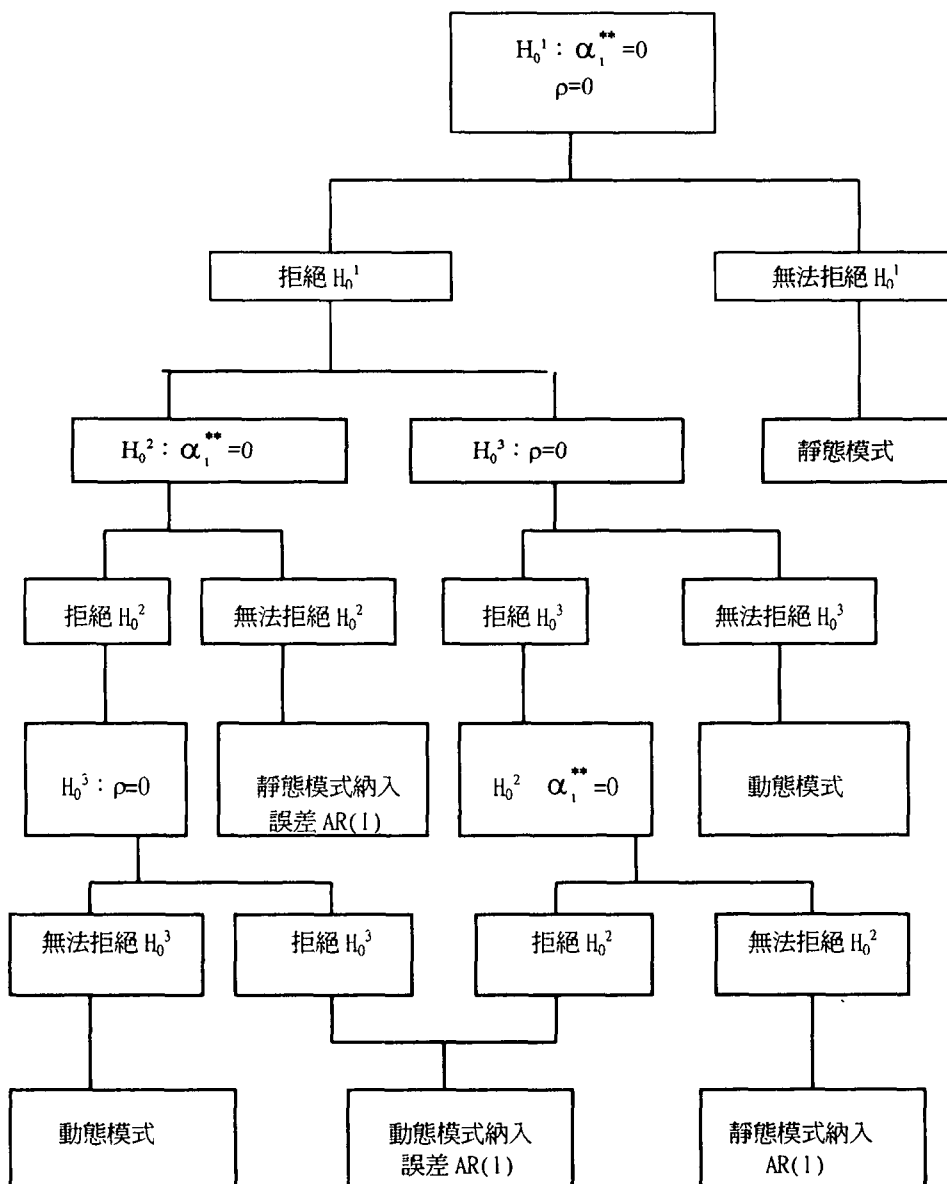 H₀¹：α₁**=0
ρ=0
拒絕 H₀¹
無法拒絕 H₀¹
H₀²：α₁**=0
H₀³：ρ=0
靜態模式
拒絕 H₀²
無法拒絕 H₀²
拒絕 H₀³
無法拒絕 H₀³
H₀³：ρ=0
靜態模式納入
誤差 AR(1)
H₀² α₁**=0
動態模式
無法拒絕 H₀³
拒絕 H₀³
拒絕 H₀²
無法拒絕 H₀²
動態模式
動態模式納入
誤差 AR(1)
靜態模式納入
AR(1)